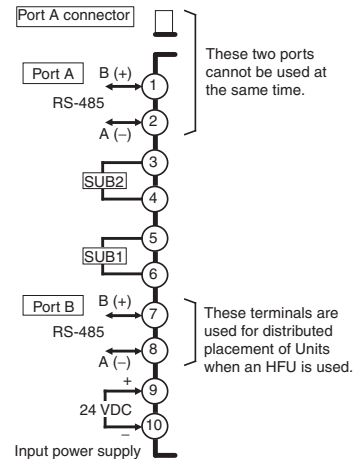 Port A connector
These two ports
cannot be used at
the same time.
Port A
B (+)
RS-485
A (−)
1
2
SUB2
3
4
SUB1
5
6
Port B
B (+)
RS-485
A (−)
7
8
These terminals are
used for distributed
placement of Units
when an HFU is used.
+
24 VDC
−
9
10
Input power supply